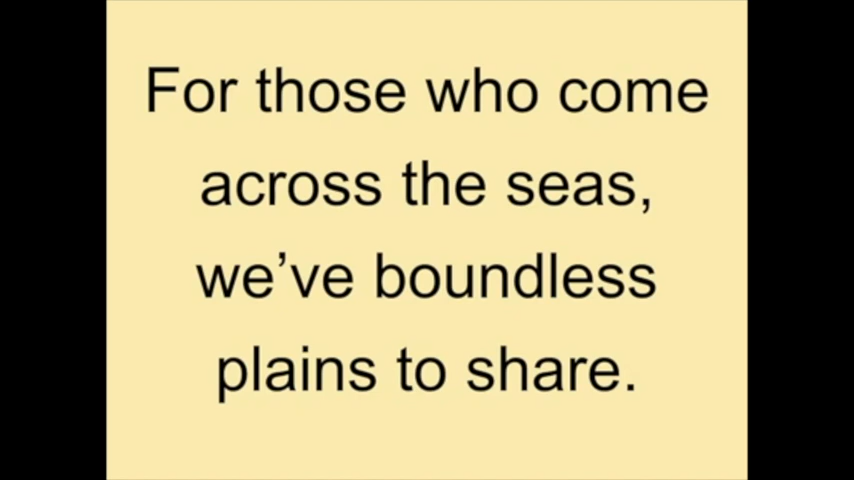 For those who come
across the seas,
we’ve boundless
plains to share.